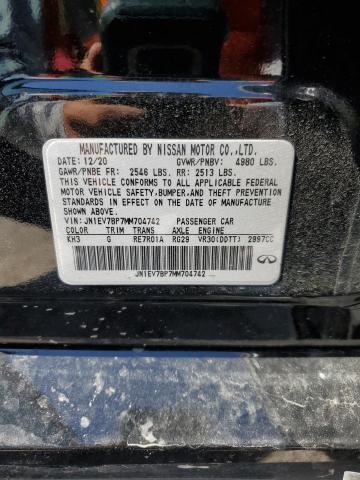 MANUFACTURED BY NISSAN MOTOR CO.,LTD.
DATE: 12/20 GVWR/PNBV: 4980 LBS.
GAWR/PNBE FR: 2546 LBS. RR: 2513 LBS.
THIS VEHICLE CONFORMS TO ALL APPLICABLE FEDERAL
MOTOR VEHICLE SAFETY, BUMPER, AND THEFT PREVENTION
STANDARDS IN EFFECT ON THE DATE OF
MANUFACTURE SHOWN ABOVE.
VIN: JN1EV7BP7MM704742 PASSENGER CAR
COLOR TRIM TRANS AXLE ENGINE
KH3 G RE7R01A RG29 VR30(DDTT) 2997CC
JN1EV7BP7MM704742